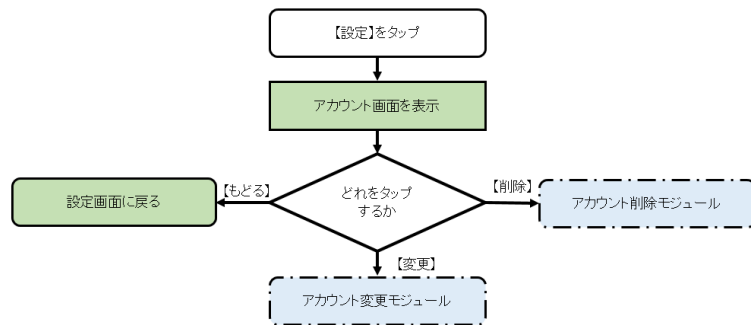 【設定】をタップ
アカウント画面を表示
どれをタップ
するか
【もどる】
設定画面に戻る
【削除】
アカウント削除モジュール
【変更】
アカウント変更モジュール